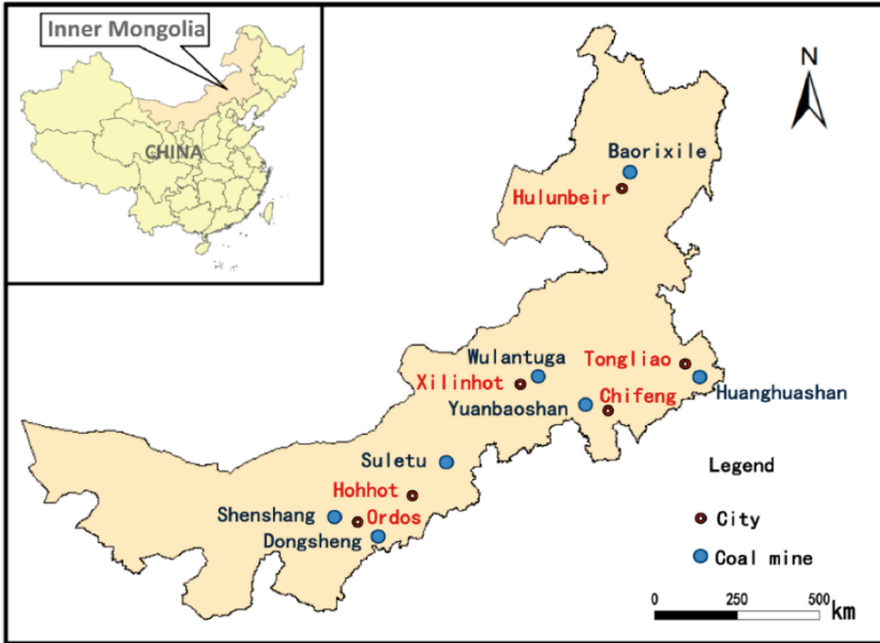 Inner Mongolia
CHINA
N
Baorixile
Hulunbeir
Wulantuga
Tongliao
Xilinhot
Chifeng
Huanghuashan
Yuanbaoshan
Suletu
Hohhot
Shenshang
Ordos
Dongsheng
Legend
City
Coal mine
0 250 500 km